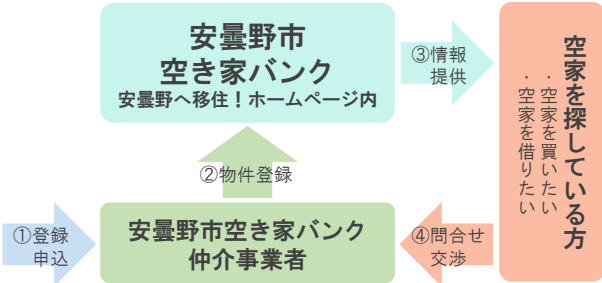 安曇野市
空き家バンク
安曇野へ移住！ホームページ内
③情報
提供
空家を探している方
・空家を買いたい
・空家を借りたい
②物件登録
①登録
申込
安曇野市空き家バンク
仲介事業者
④問合せ
交渉